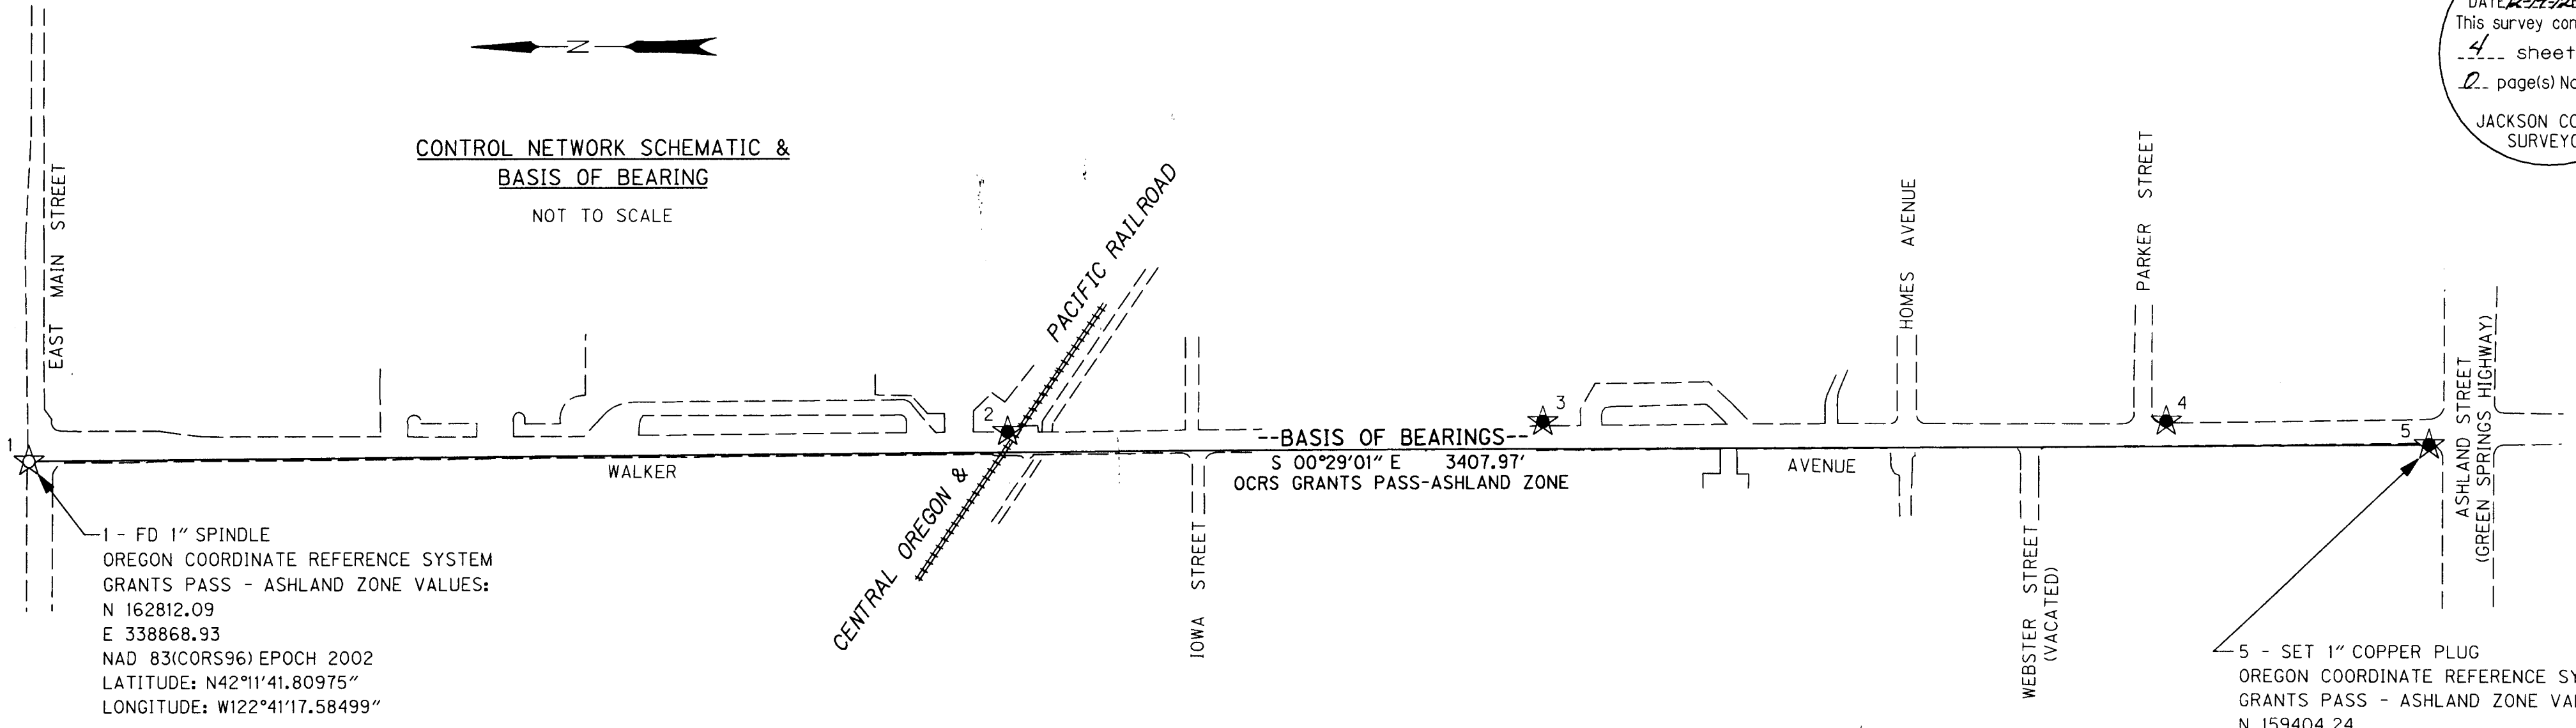 This survey con
4 sheet
0 page(s) Na
JACKSON CO
SURVEYO
N
CONTROL NETWORK SCHEMATIC &
BASIS OF BEARING
NOT TO SCALE
EAST MAIN STREET
CENTRAL OREGON & PACIFIC RAILROAD
HOMES AVENUE
PARKER STREET
1
2
3
4
5
--BASIS OF BEARINGS--
S 00°29'01" E 3407.97'
OCRS GRANTS PASS-ASHLAND ZONE
WALKER
AVENUE
IOWA STREET
WEBSTER STREET
(VACATED)
ASHLAND STREET
(GREEN SPRINGS HIGHWAY)
1 - FD 1" SPINDLE
OREGON COORDINATE REFERENCE SYSTEM
GRANTS PASS - ASHLAND ZONE VALUES:
N 162812.09
E 338868.93
NAD 83(CORS96) EPOCH 2002
LATITUDE: N42°11'41.80975"
LONGITUDE: W122°41'17.58499"
5 - SET 1" COPPER PLUG
OREGON COORDINATE REFERENCE SY
GRANTS PASS - ASHLAND ZONE VAL
N 159404.24